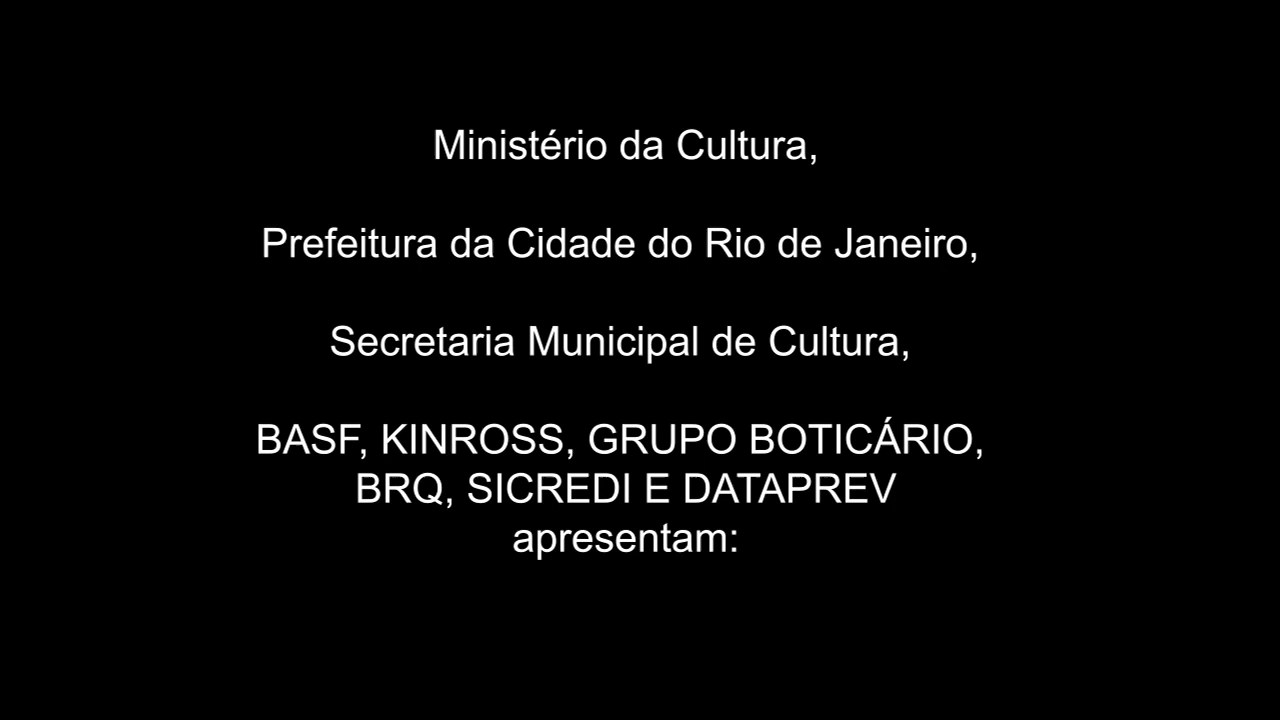 Ministério da Cultura,
Prefeitura da Cidade do Rio de Janeiro,
Secretaria Municipal de Cultura,
BASF, KINROSS, GRUPO BOTICÁRIO,
BRQ, SICREDI E DATAPREV
apresentam: